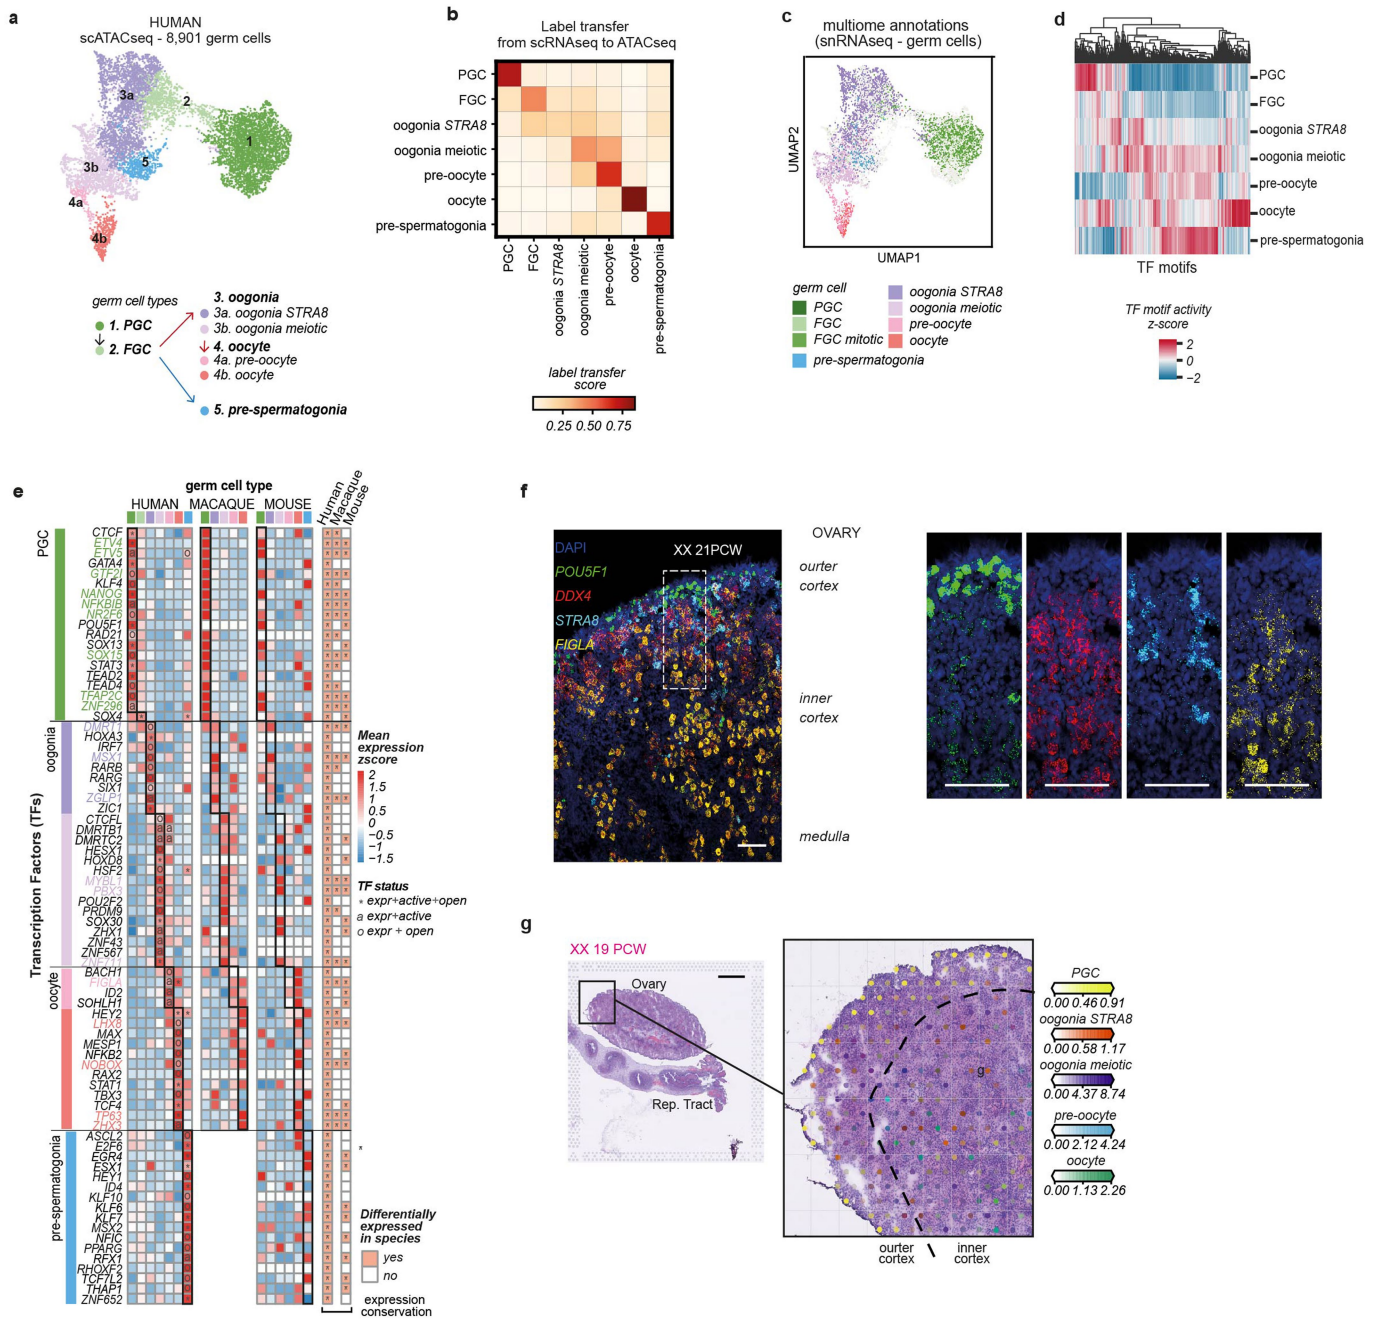 a
HUMAN
scATACseq - 8,901 germ cells
3a
2
1
5
3b
4a
4b
germ cell types
1. PGC
2. FGC
3. oogonia
3a. oogonia STRA8
3b. oogonia meiotic
4. oocyte
4a. pre-oocyte
4b. oocyte
5. pre-spermatogonia
b
Label transfer
from scRNAseq to ATACseq
PGC
FGC
oogonia STRA8
oogonia meiotic
pre-oocyte
oocyte
pre-spermatogonia
PGC
FGC
oogonia STRA8
oogonia meiotic
pre-oocyte
oocyte
pre-spermatogonia
label transfer
score
0.25 0.50 0.75
c
multiome annotations
(snRNAseq - germ cells)
UMAP2
UMAP1
germ cell
PGC
FGC
FGC mitotic
pre-spermatogonia
oogonia STRA8
oogonia meiotic
pre-oocyte
oocyte
d
PGC
FGC
oogonia STRA8
oogonia meiotic
pre-oocyte
oocyte
pre-spermatogonia
TF motifs
TF motif activity
z-score
2
0
−2
e
germ cell type
HUMAN MACAQUE MOUSE
Human
Macaque
Mouse
Transcription Factors (TFs)
PGC
CTCF
ETV4
ETV5
GATA4
GTF2I
KLF4
NANOG
NFKBIB
NR2F6
POU5F1
RAD21
SOX13
SOX15
STAT3
TEAD2
TEAD4
TFAP2C
ZNF296
SOX4
oogonia
DMRT1
HOXA3
IRF7
MSX1
RARB
RARG
SIX1
ZGLP1
ZIC1
CTCFL
DMRTB1
DMRTC2
HESX1
HOXD8
HSF2
MYBL1
PBX3
POU2F2
PRDM9
SOX30
ZHX1
ZNF43
ZNF567
ZNF711
oocyte
BACH1
FIGLA
ID2
SOHLH1
HEY2
LHX8
MAX
MESP1
NFKB2
NOBOX
RAX2
STAT1
TBX3
TCF4
TP63
ZHX3
pre-spermatogonia
ASCL2
E2F6
EGR4
ESX1
HEY1
ID4
KLF10
KLF6
KLF7
MSX2
NFIC
PPARG
RFX1
RHOXF2
TCF7L2
THAP1
ZNF652
Mean
expression
zscore
2
1.5
1
0.5
0
−0.5
−1
−1.5
TF status
* expr+active+open
a expr+active
o expr + open
Differentially
expressed
in species
yes
no
expression
conservation
f
DAPI
POU5F1
DDX4
STRA8
FIGLA
XX 21PCW
OVARY
ourter
cortex
inner
cortex
medulla
g
XX 19 PCW
Ovary
Rep. Tract
g
ourter
cortex
inner
cortex
PGC
0.00 0.46 0.91
oogonia STRA8
0.00 0.58 1.17
oogonia meiotic
0.00 4.37 8.74
pre-oocyte
0.00 2.12 4.24
oocyte
0.00 1.13 2.26